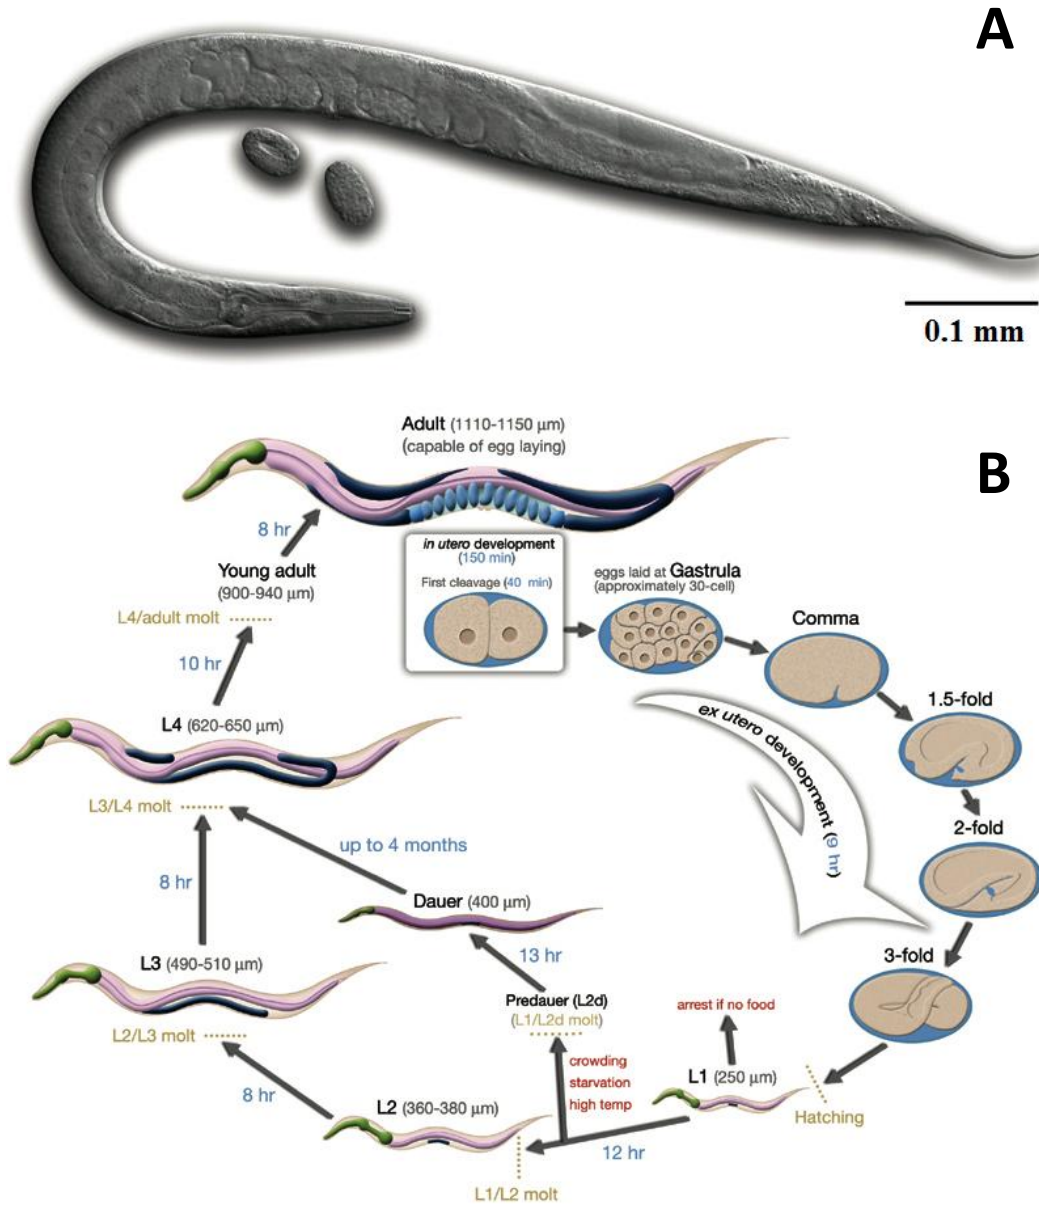 A
0.1 mm
B
Adult (1110-1150 µm)
(capable of egg laying)
8 hr
in utero development
(150 min)
First cleavage (40 min)
eggs laid at Gastrula
(approximately 30-cell)
Comma
1.5-fold
2-fold
3-fold
ex utero development (9 hr)
Young adult
(900-940 µm)
L4/adult molt
10 hr
L4 (620-650 µm)
L3/L4 molt
up to 4 months
8 hr
Dauer (400 µm)
13 hr
L3 (490-510 µm)
Predauer (L2d)
(L1/L2d molt)
L2/L3 molt
arrest if no food
crowding
starvation
high temp
L1 (250 µm)
Hatching
8 hr
L2 (360-380 µm)
12 hr
L1/L2 molt